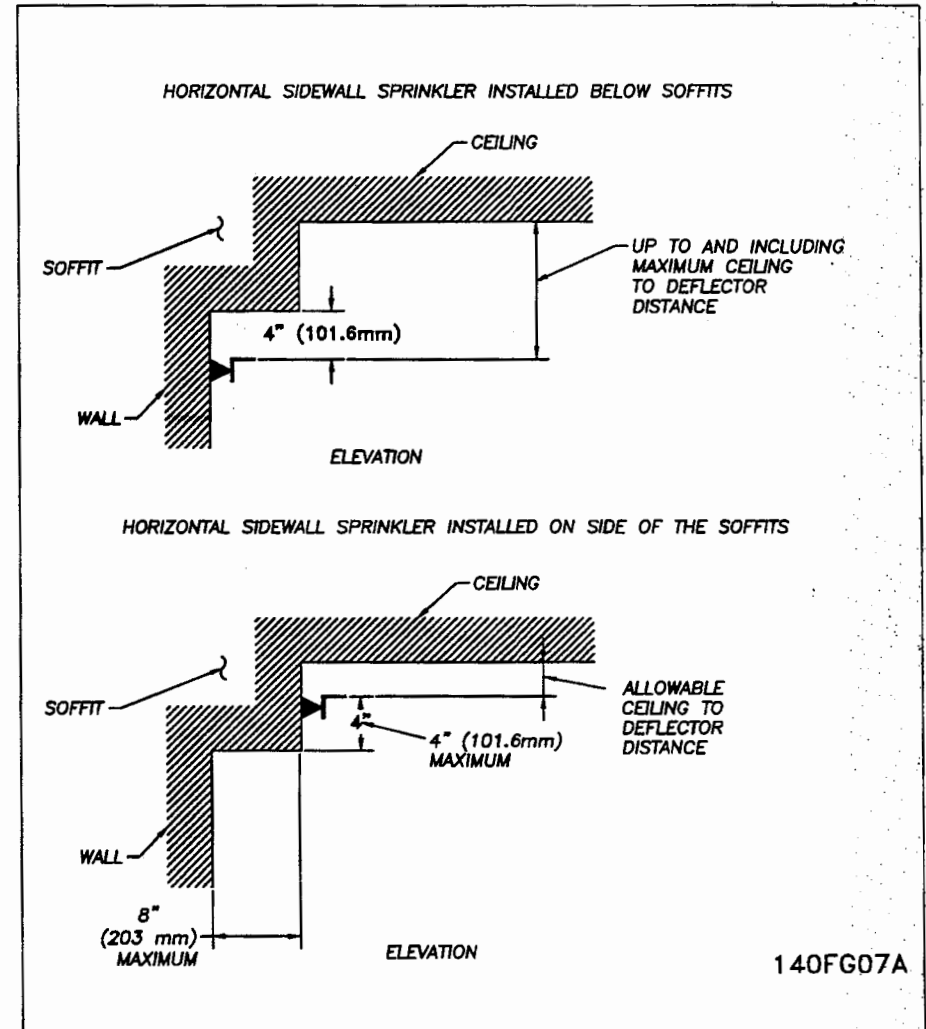 HORIZONTAL SIDEWALL SPRINKLER INSTALLED BELOW SOFFITS
CEILING
SOFFIT
UP TO AND INCLUDING
MAXIMUM CEILING
TO DEFLECTOR
DISTANCE
4" (101.6mm)
WALL
ELEVATION
HORIZONTAL SIDEWALL SPRINKLER INSTALLED ON SIDE OF THE SOFFITS
CEILING
SOFFIT
ALLOWABLE
CEILING TO
DEFLECTOR
DISTANCE
4"
4" (101.6mm)
MAXIMUM
WALL
8"
(203 mm)
MAXIMUM
ELEVATION
140FG07A